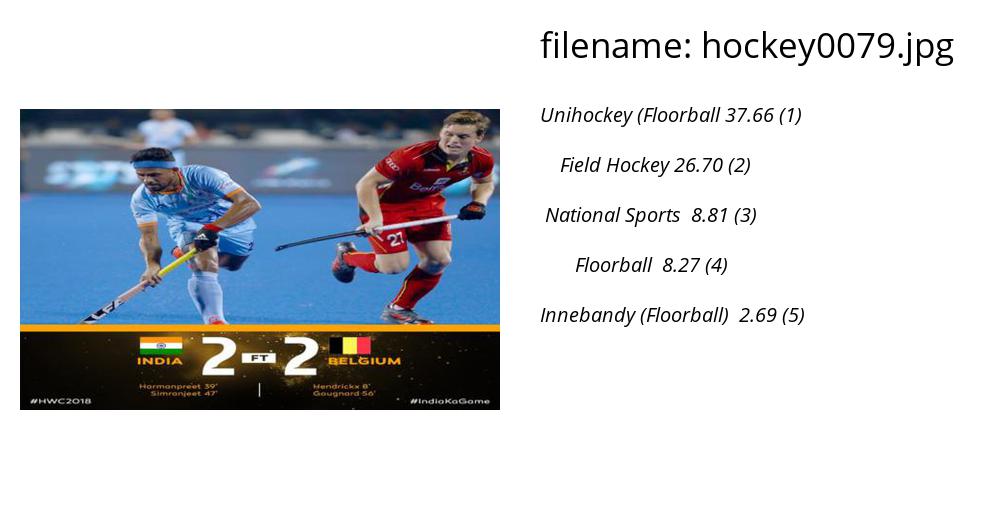 filename: hockey0079.jpg
Unihockey (Floorball 37.66 (1)
Field Hockey 26.70 (2)
National Sports 8.81 (3)
Floorball 8.27 (4)
Innebandy (Floorball) 2.69 (5)
27
INDIA 2 FT 2 BELGIUM
Harmanpreet 39' Hendrickx 8'
Simranjeet 47' Gougnard 56'
#HWC2018 #IndiaKaGame